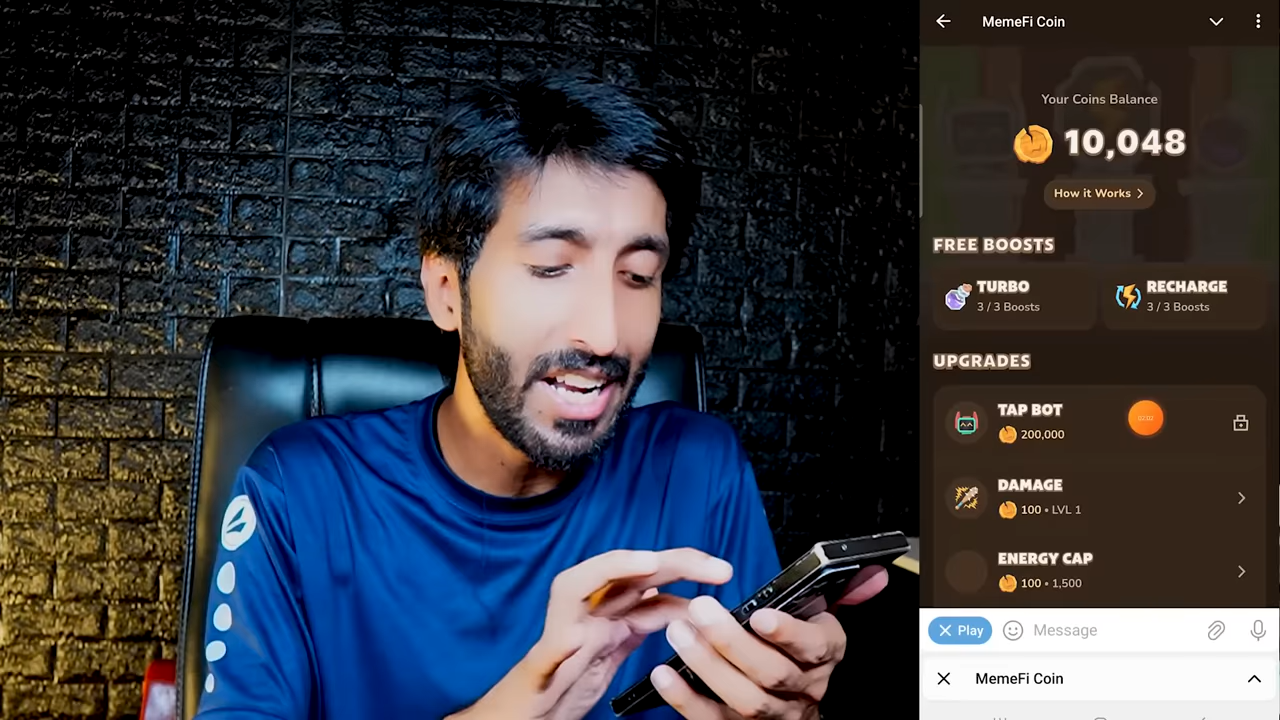 MemeFi Coin
Your Coins Balance
10,048
How it Works
FREE BOOSTS
TURBO
3 / 3 Boosts
RECHARGE
3 / 3 Boosts
UPGRADES
TAP BOT
200,000
DAMAGE
100 • LVL 1
ENERGY CAP
100 • 1,500
Play
Message
MemeFi Coin